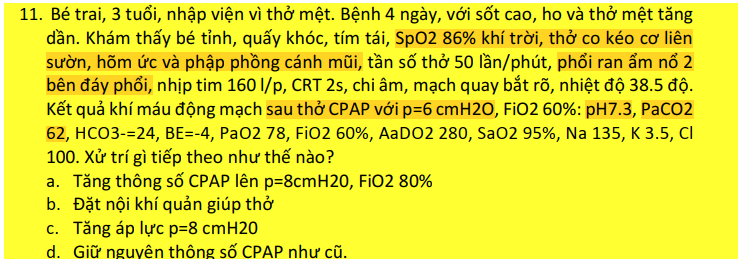 11. Bé trai, 3 tuổi, nhập viện vì thở mệt. Bệnh 4 ngày, với sốt cao, ho và thở mệt tăng
dần. Khám thấy bé tỉnh, quấy khóc, tím tái, SpO2 86% khí trời, thở co kéo cơ liên
sườn, hõm ức và phập phồng cánh mũi, tần số thở 50 lần/phút, phổi ran ẩm nổ 2
bên đáy phổi, nhịp tim 160 l/p, CRT 2s, chi âm, mạch quay bắt rõ, nhiệt độ 38.5 độ.
Kết quả khí máu động mạch sau thở CPAP với p=6 cmH2O, FiO2 60%: pH7.3, PaCO2
62, HCO3-=24, BE=-4, PaO2 78, FiO2 60%, AaDO2 280, SaO2 95%, Na 135, K 3.5, Cl
100. Xử trí gì tiếp theo như thế nào?
a. Tăng thông số CPAP lên p=8cmH20, FiO2 80%
b. Đặt nội khí quản giúp thở
c. Tăng áp lực p=8 cmH20
d. Giữ nguyên thông số CPAP như cũ.